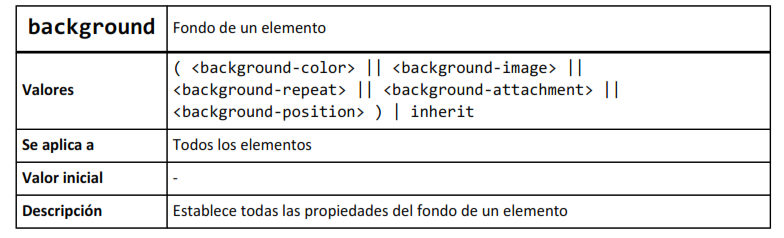 background Fondo de un elemento
Valores ( <background-color> || <background-image> ||
<background-repeat> || <background-attachment> ||
<background-position> ) | inherit
Se aplica a Todos los elementos
Valor inicial -
Descripción Establece todas las propiedades del fondo de un elemento